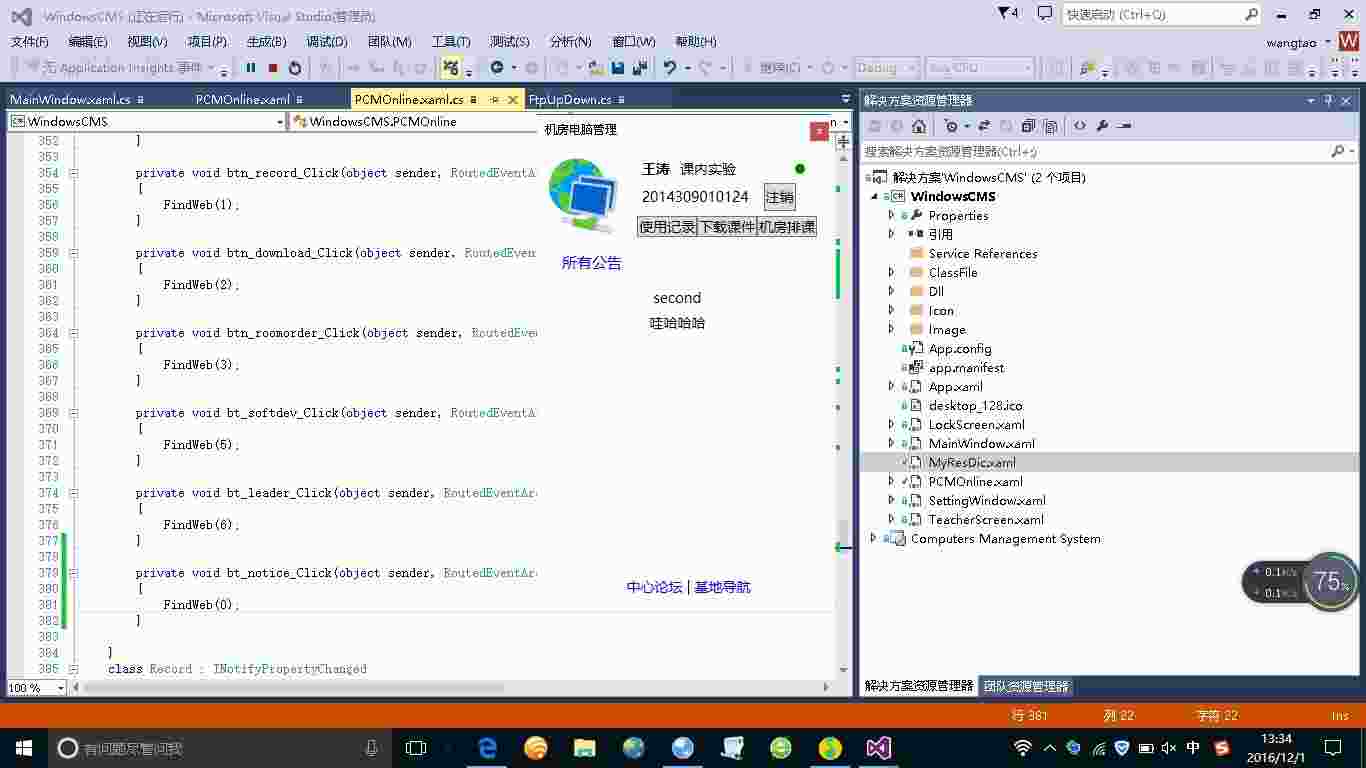 WindowsCMS (正在运行) - Microsoft Visual Studio(管理员)
4
快速启动 (Ctrl+Q)
文件(F) 编辑(E) 视图(V) 项目(P) 生成(B) 调试(D) 团队(M) 工具(T) 测试(S) 分析(N) 窗口(W) 帮助(H)
wangtao W
无 Application Insights 事件
继续(C) Debug Any CPU
MainWindow.xaml.cs PCMOnline.xaml PCMOnline.xaml.cs FtpUpDown.cs
WindowsCMS WindowsCMS.PCMOnline
352 }
353
354 private void btn_record_Click(object sender, RoutedEventAr
355 {
356 FindWeb(1);
357 }
358
359 private void btn_download_Click(object sender, RoutedEven
360 {
361 FindWeb(2);
362 }
363
364 private void btn_roomorder_Click(object sender, RoutedEve
365 {
366 FindWeb(3);
367 }
368
369 private void bt_softdev_Click(object sender, RoutedEventA
370 {
371 FindWeb(5);
372 }
373
374 private void bt_leader_Click(object sender, RoutedEventAr
375 {
376 FindWeb(6);
377 }
378
379 private void bt_notice_Click(object sender, RoutedEventAr
380 {
381 FindWeb(0);
382 }
383
384 }
385 class Record : INotifyPropertyChanged
100 %
机房电脑管理
x
王涛 课内实验
2014309010124 注销
使用记录 下载课件 机房排课
所有公告
second
哇哈哈哈
中心论坛 | 基地导航
解决方案资源管理器
搜索解决方案资源管理器(Ctrl+;)
解决方案'WindowsCMS' (2 个项目)
WindowsCMS
Properties
引用
Service References
ClassFile
Dll
Icon
Image
App.config
app.manifest
App.xaml
desktop_128.ico
LockScreen.xaml
MainWindow.xaml
MyResDic.xaml
PCMOnline.xaml
SettingWindow.xaml
TeacherScreen.xaml
Computers Management System
0.1K/s
0.1K/s
75%
解决方案资源管理器 团队资源管理器
行 381 列 22 字符 22 Ins
有问题尽管问我
中
13:34
2016/12/1